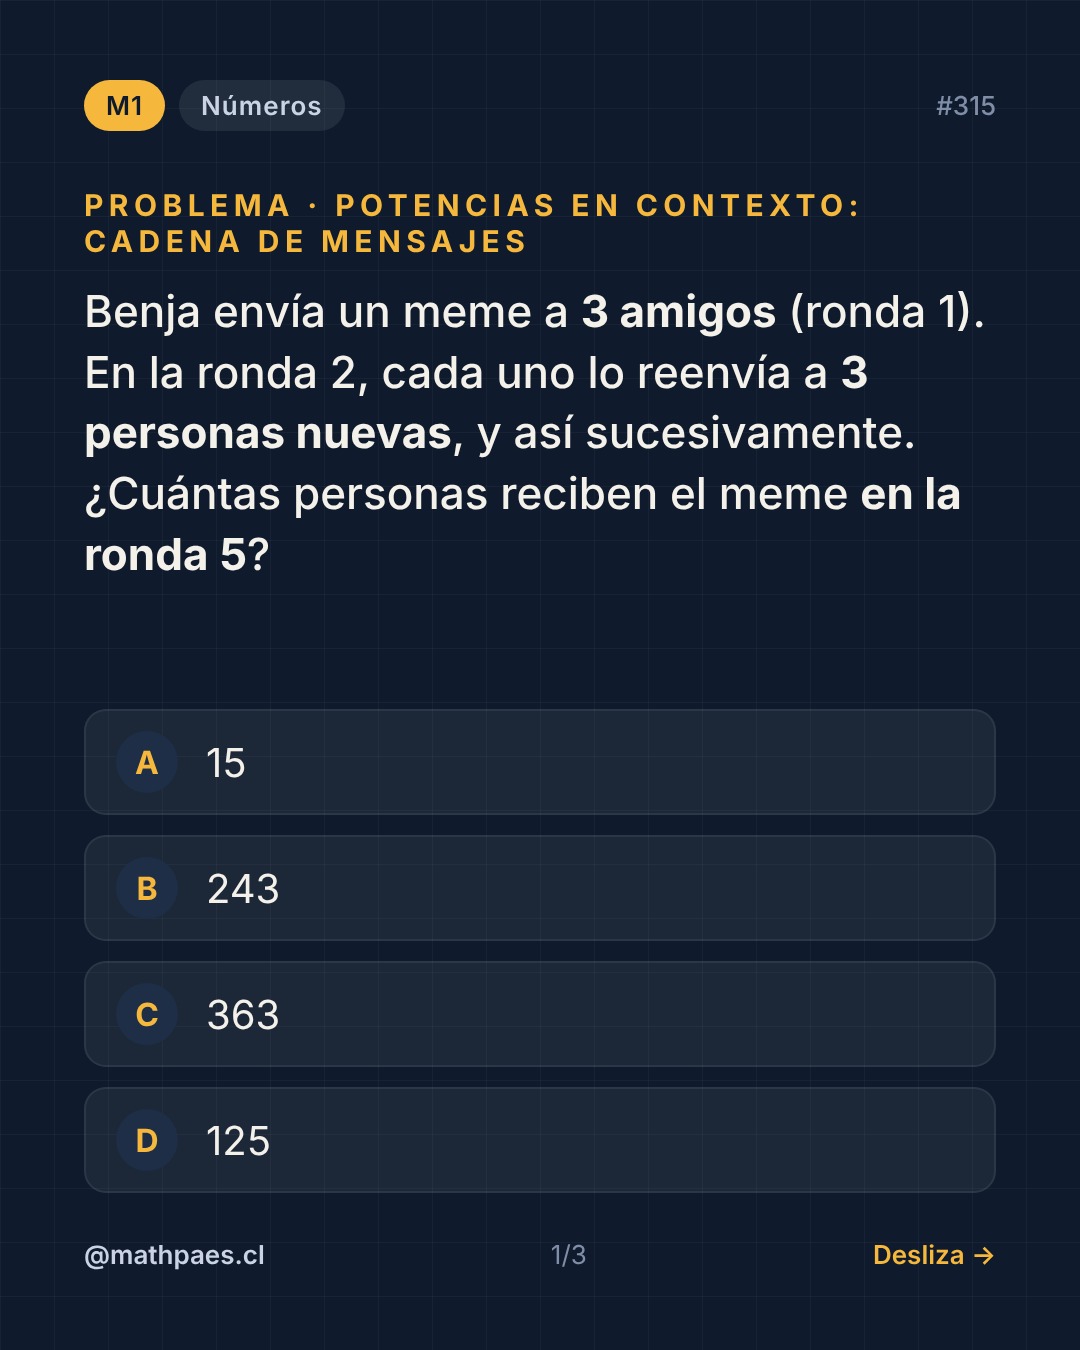 M1 Números #315
PROBLEMA · POTENCIAS EN CONTEXTO:
CADENA DE MENSAJES
Benja envía un meme a 3 amigos (ronda 1).
En la ronda 2, cada uno lo reenvía a 3
personas nuevas, y así sucesivamente.
¿Cuántas personas reciben el meme en la
ronda 5?
A 15
B 243
C 363
D 125
@mathpaes.cl 1/3 Desliza →